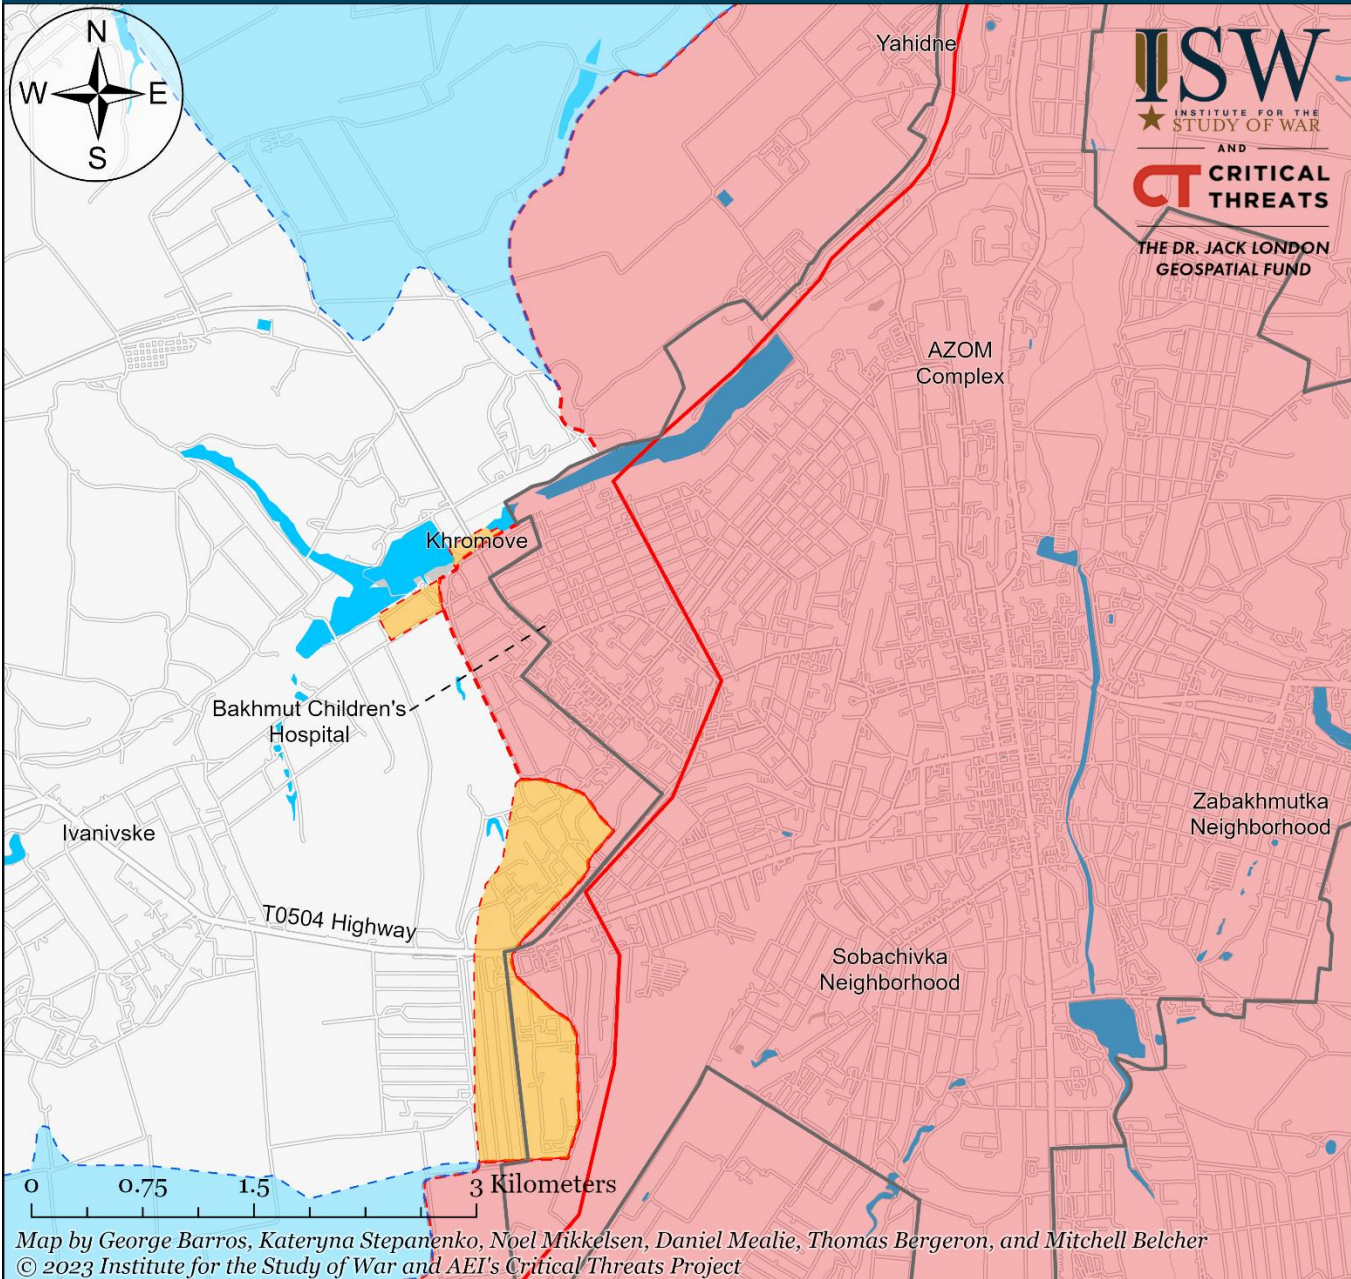 N
W
E
S
Yahidne
ISW
INSTITUTE FOR THE
STUDY OF WAR
AND
CT CRITICAL
THREATS
THE DR. JACK LONDON
GEOSPATIAL FUND
AZOM
Complex
Khromove
Bakhmut Children's
Hospital
Ivanivske
Zabakhmutka
Neighborhood
T0504 Highway
Sobachivka
Neighborhood
0 0.75 1.5 3 Kilometers
Map by George Barros, Kateryna Stepanenko, Noel Mikkelsen, Daniel Mealie, Thomas Bergeron, and Mitchell Belcher
© 2023 Institute for the Study of War and AEI's Critical Threats Project